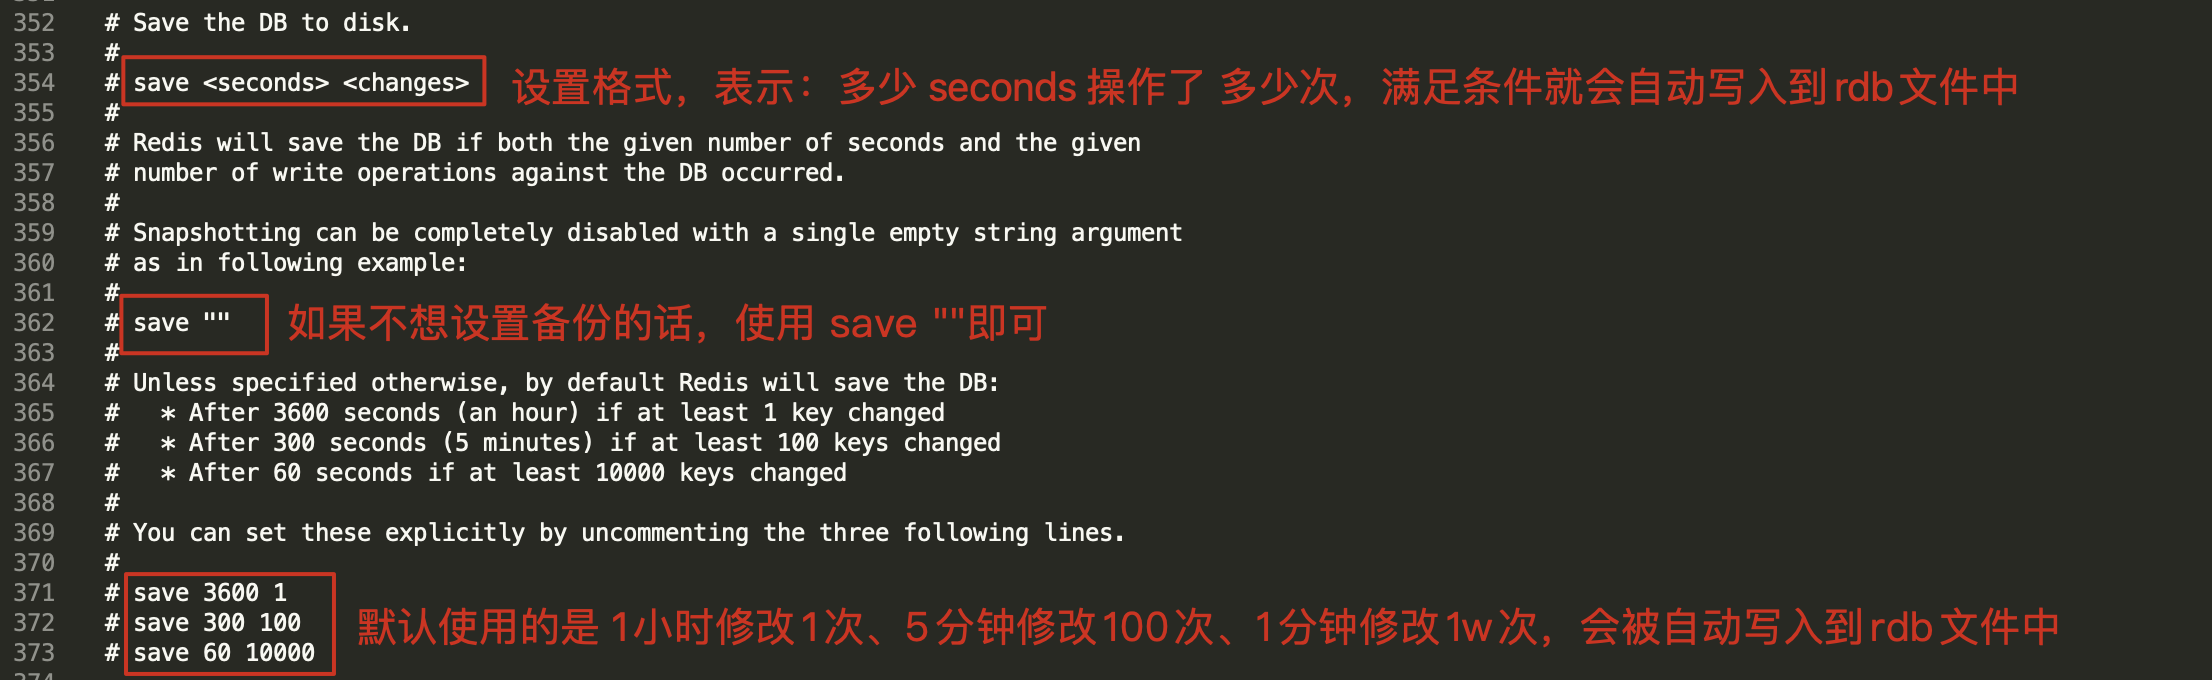 352 # Save the DB to disk.
353 #
354 # save <seconds> <changes> 设置格式，表示：多少 seconds 操作了 多少次，满足条件就会自动写入到rdb文件中
355 #
356 # Redis will save the DB if both the given number of seconds and the given
357 # number of write operations against the DB occurred.
358 #
359 # Snapshotting can be completely disabled with a single empty string argument
360 # as in following example:
361 #
362 # save "" 如果不想设置备份的话，使用 save ""即可
363 #
364 # Unless specified otherwise, by default Redis will save the DB:
365 #   * After 3600 seconds (an hour) if at least 1 key changed
366 #   * After 300 seconds (5 minutes) if at least 100 keys changed
367 #   * After 60 seconds if at least 10000 keys changed
368 #
369 # You can set these explicitly by uncommenting the three following lines.
370 #
371 # save 3600 1
372 # save 300 100 默认使用的是 1小时修改1次、5分钟修改100次、1分钟修改1w次，会被自动写入到rdb文件中
373 # save 60 10000